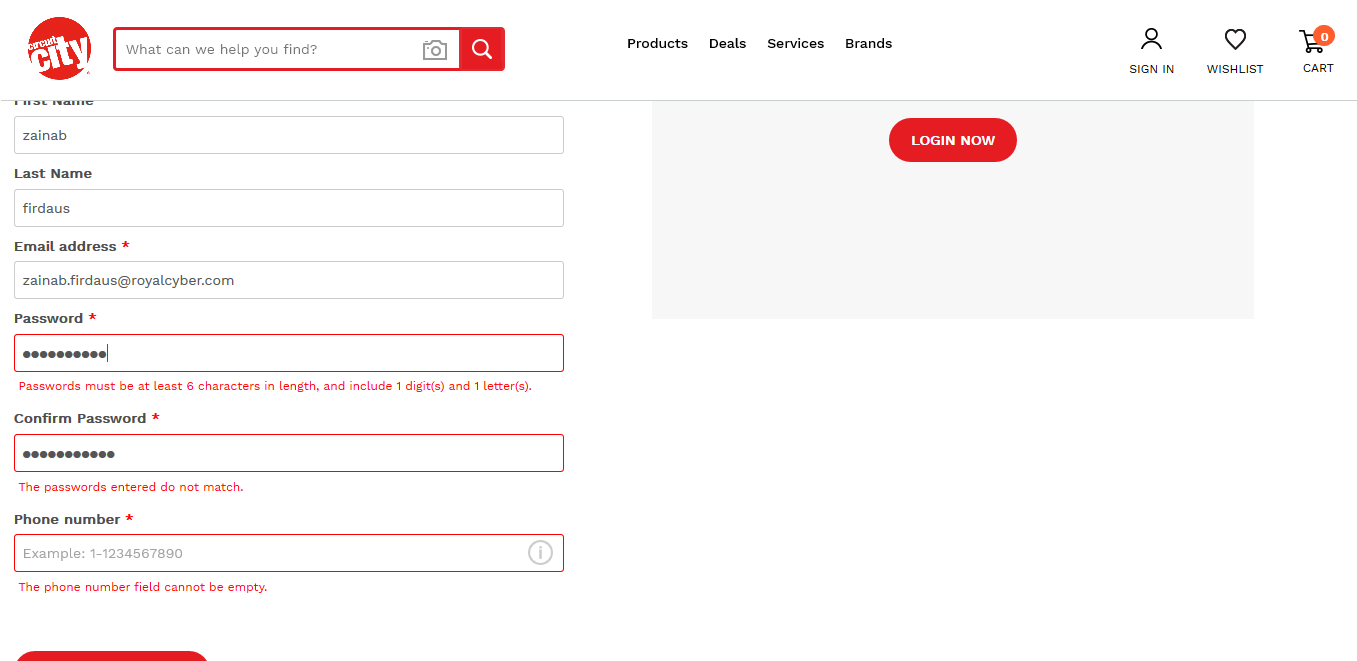 circuit
city
What can we help you find?
Products Deals Services Brands
SIGN IN
WISHLIST
0
CART
First Name
zainab
Last Name
firdaus
Email address *
zainab.firdaus@royalcyber.com
Password *
●●●●●●●●●●
Passwords must be at least 6 characters in length, and include 1 digit(s) and 1 letter(s).
Confirm Password *
●●●●●●●●●●●
The passwords entered do not match.
Phone number *
Example: 1-1234567890
The phone number field cannot be empty.
LOGIN NOW